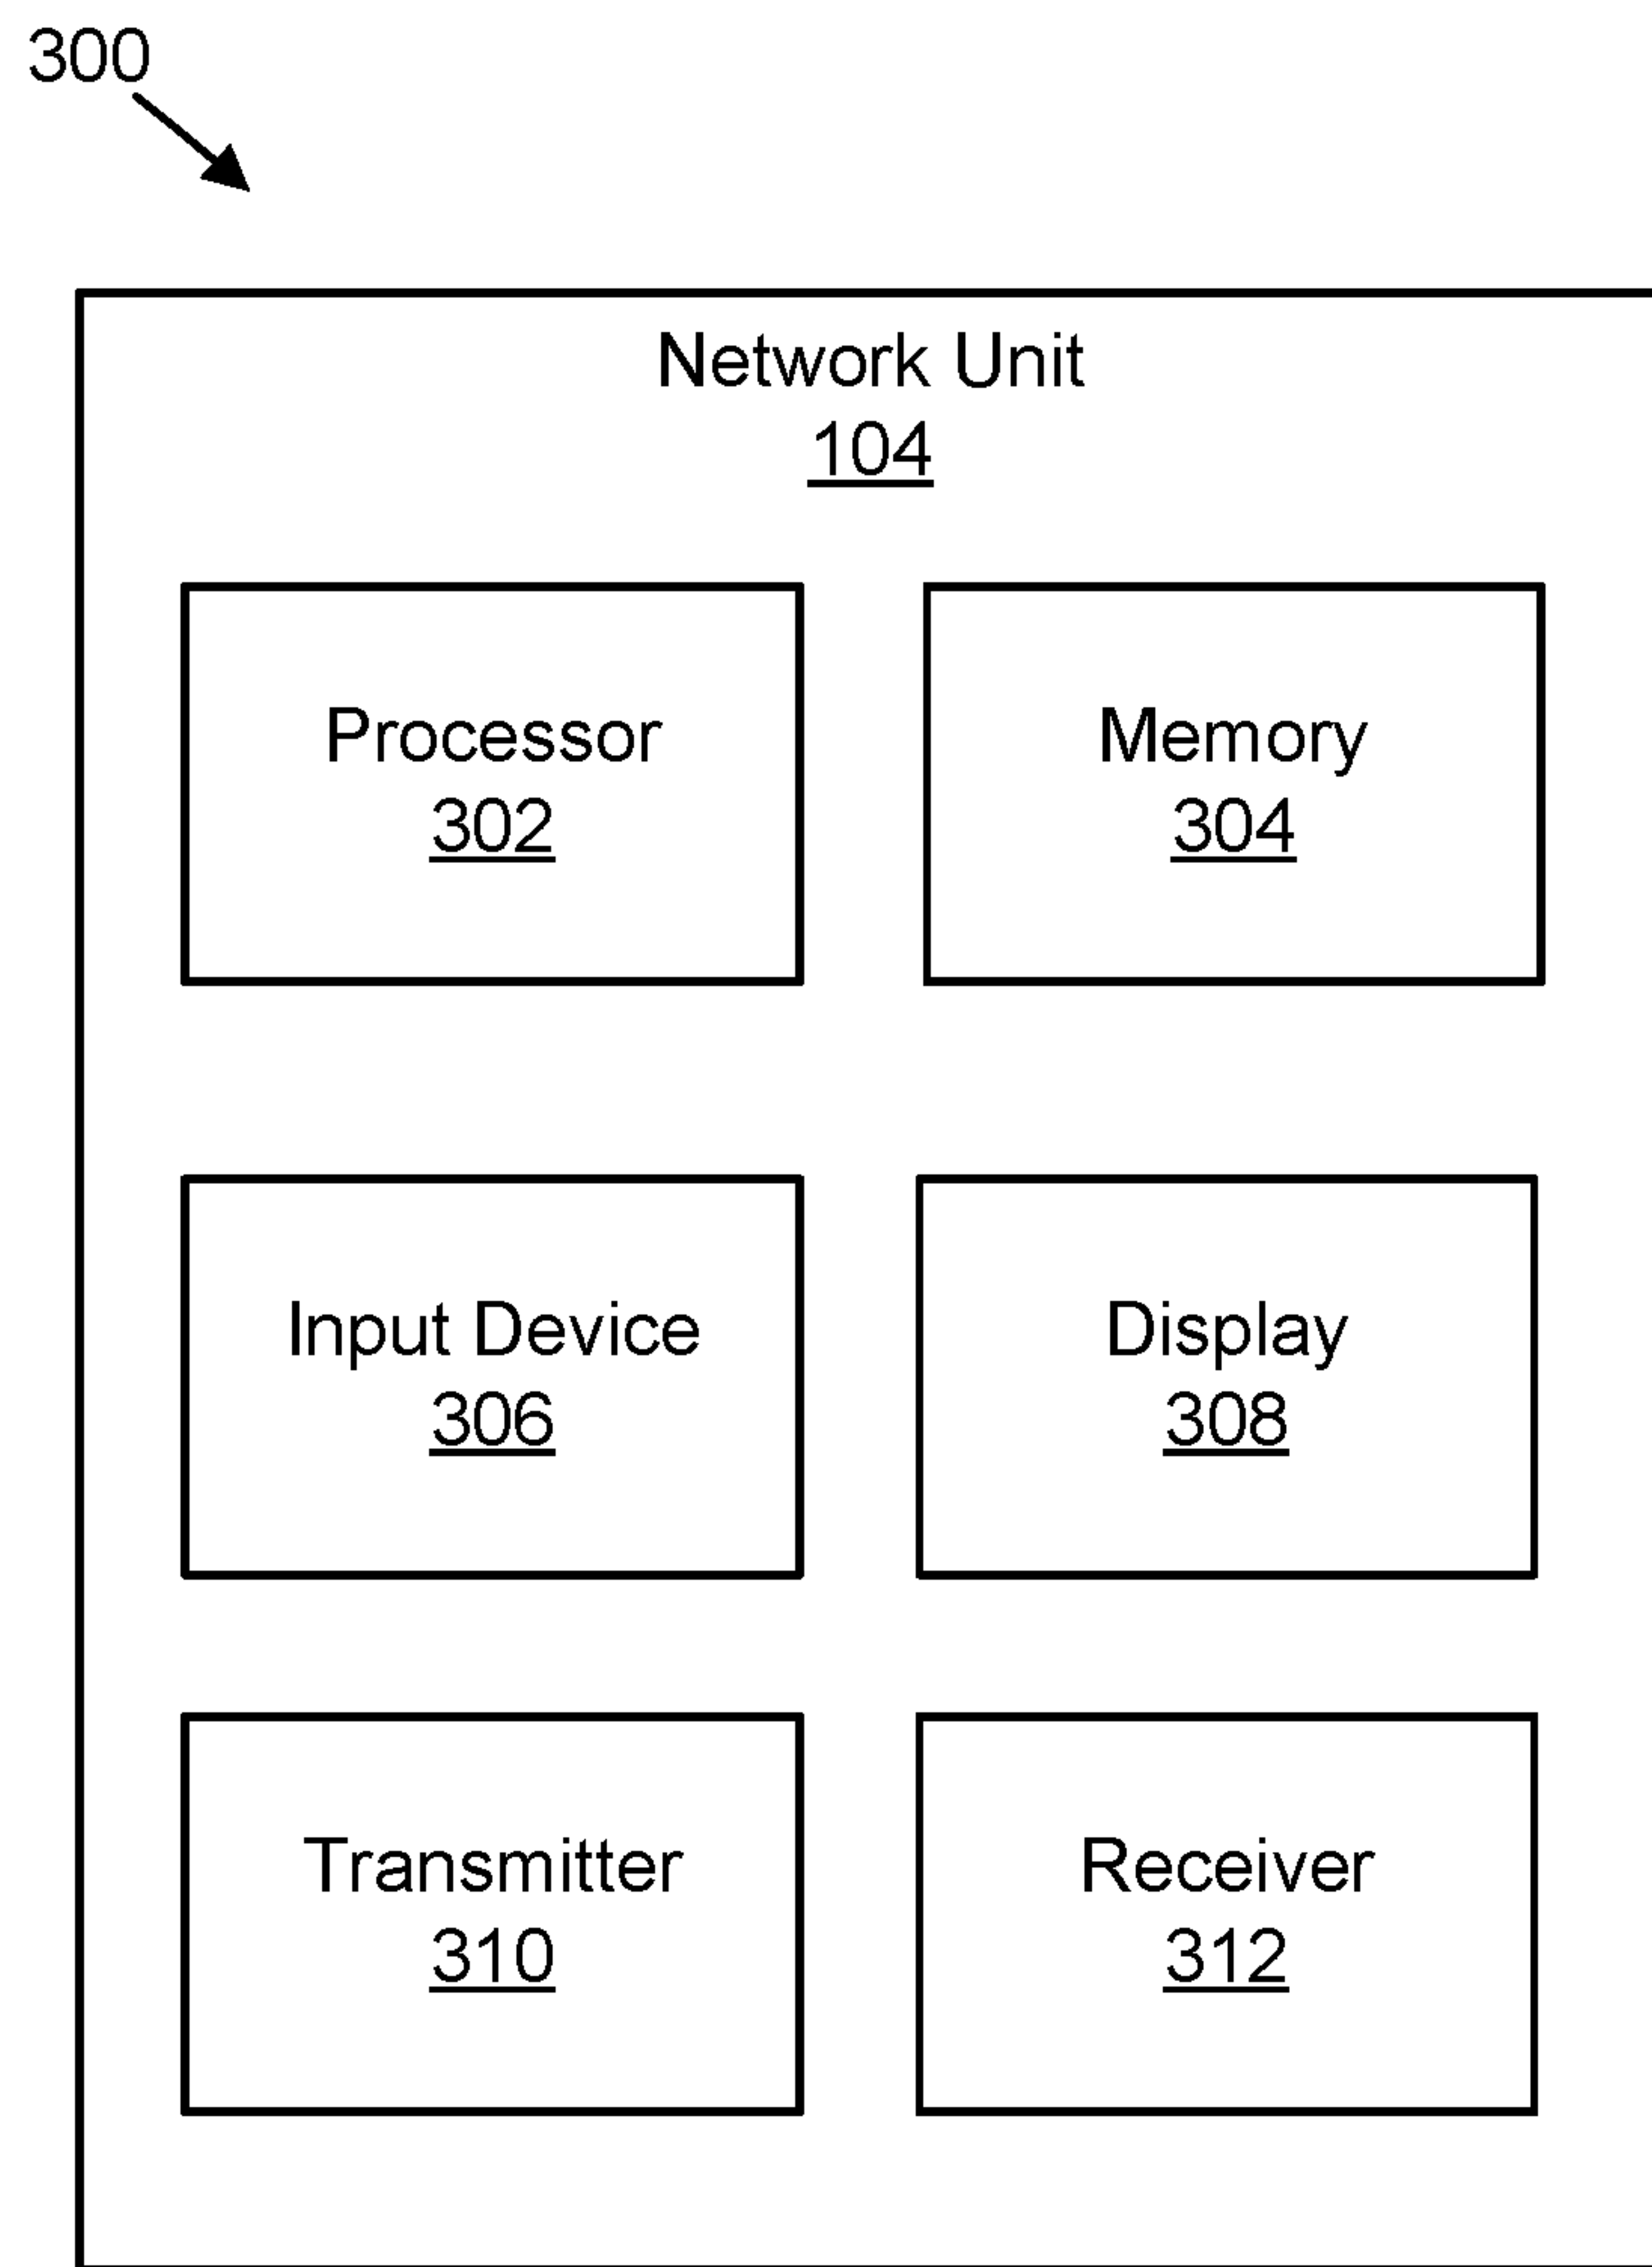 300
Network Unit
104
Processor
302
Memory
304
Input Device
306
Display
308
Transmitter
310
Receiver
312